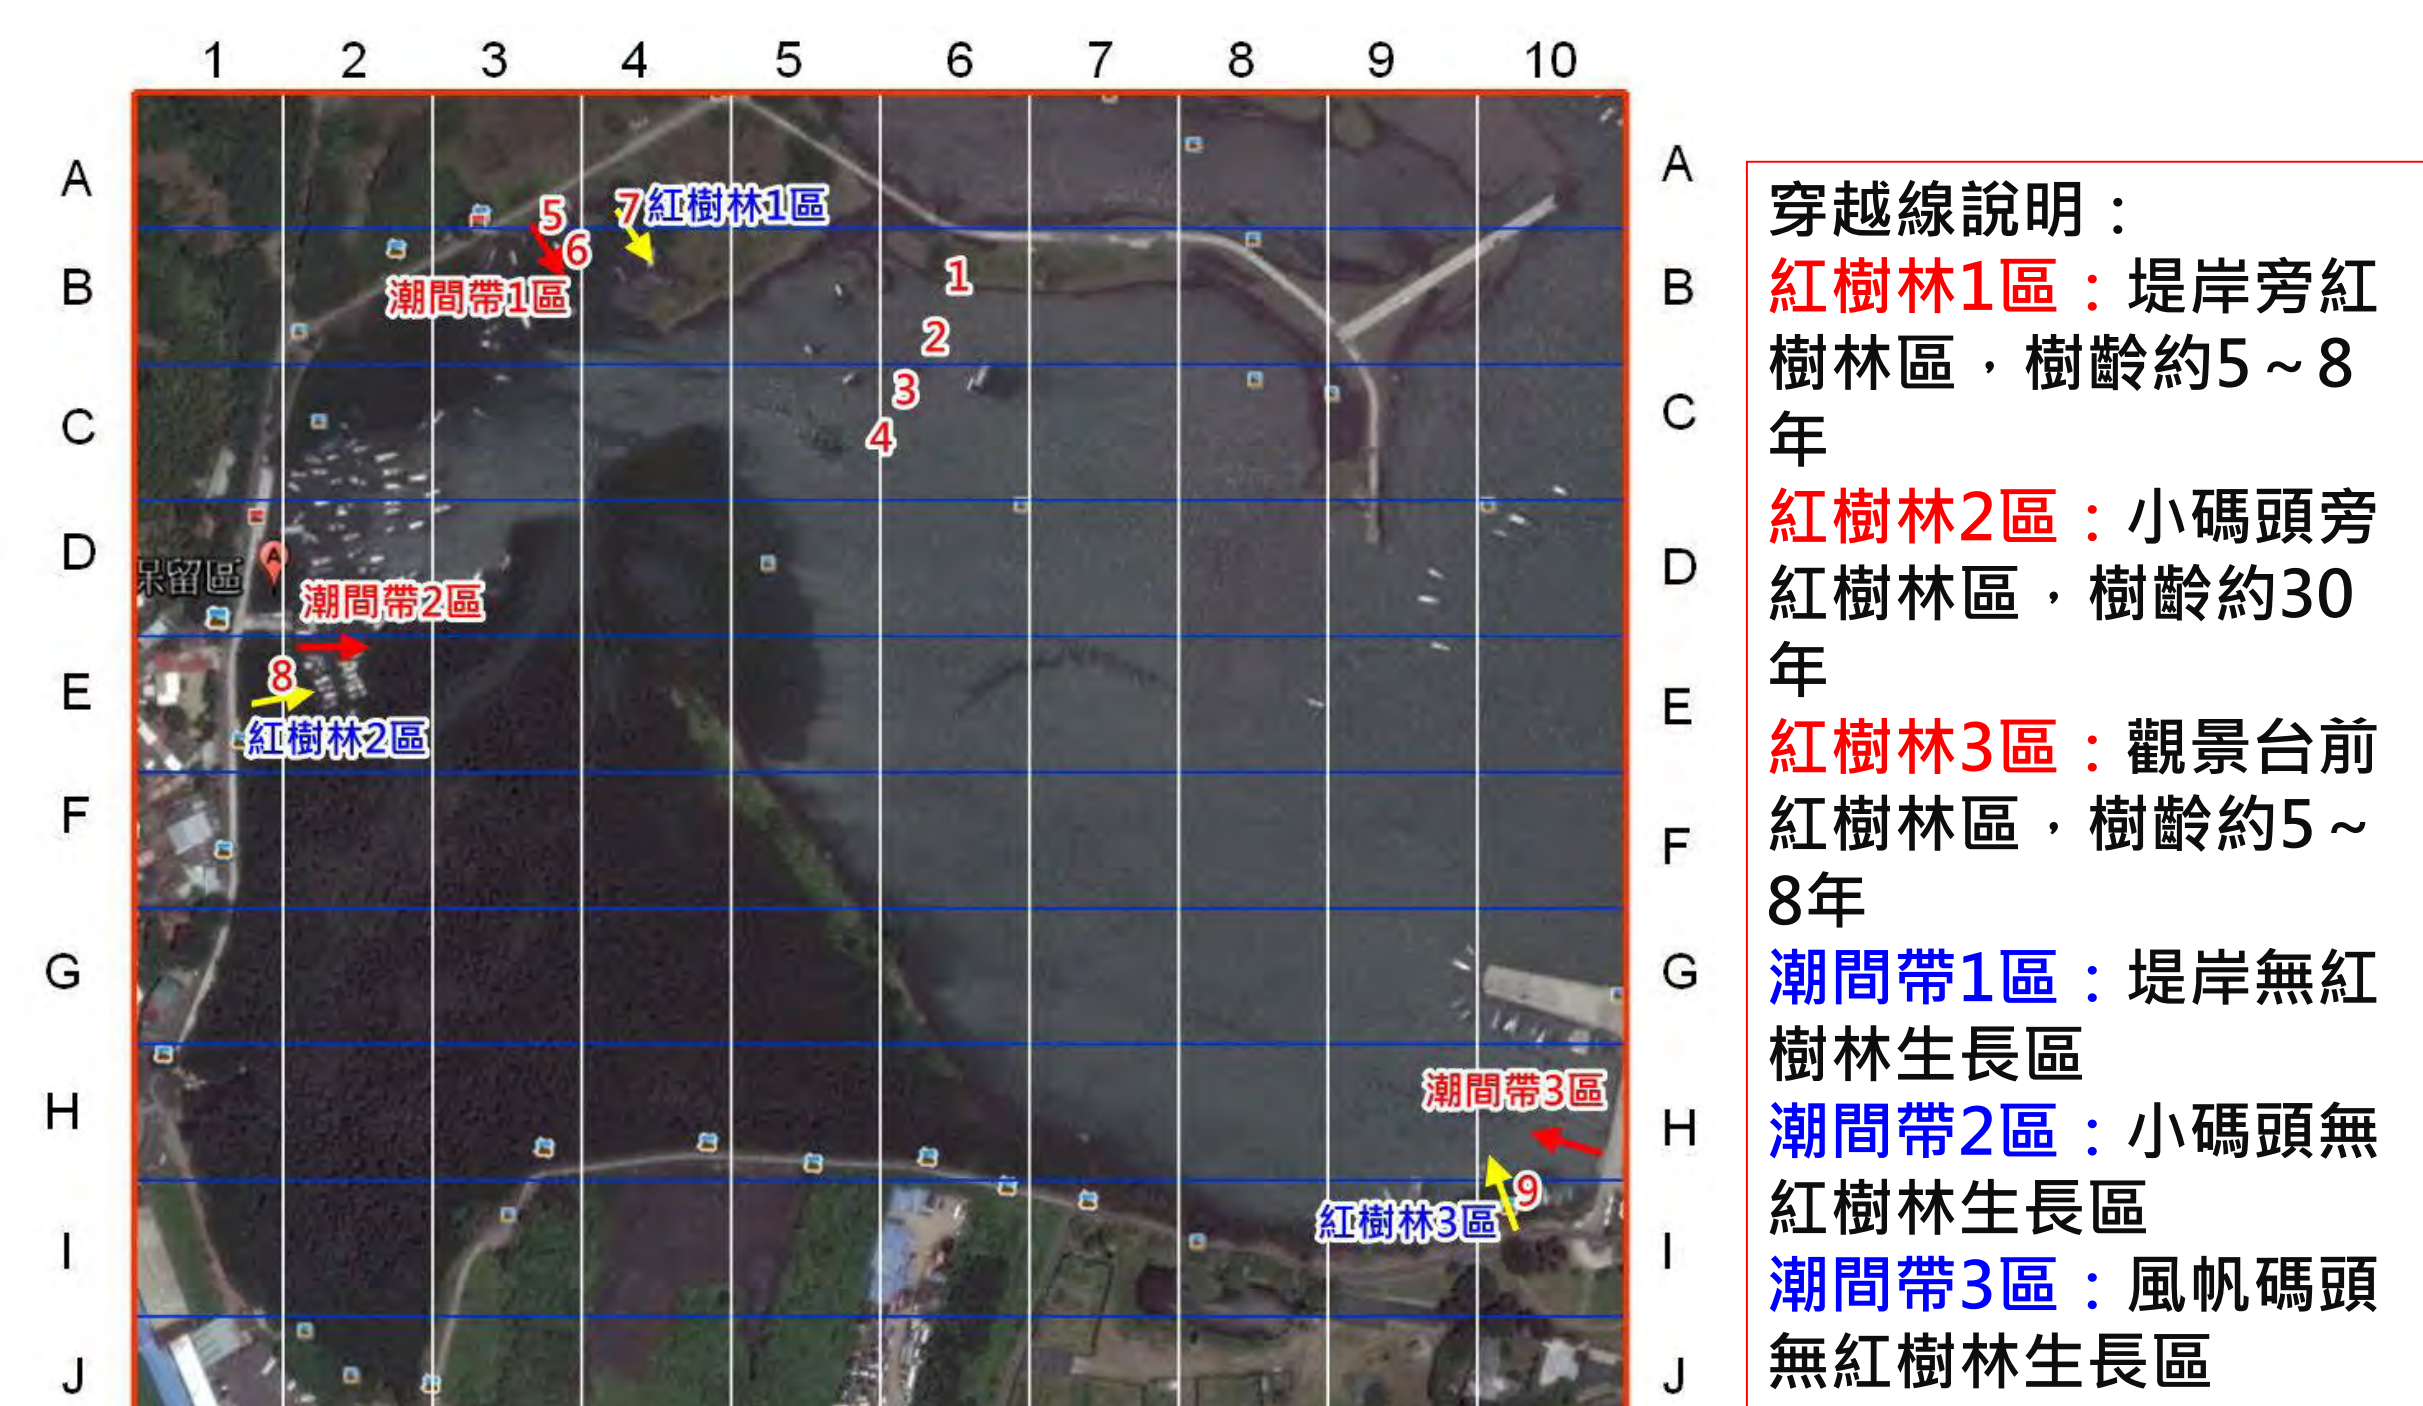 1 2 3 4 5 6 7 8 9 10
A A
5 7 紅樹林1區
6
B 1 B
潮間帶1區
2
3
C C
4
D A D
保留區
潮間帶2區
8
E E
紅樹林2區
F F
G G
潮間帶3區
H H
9
紅樹林3區
I I
J J
穿越線說明：
紅樹林1區：堤岸旁紅
樹林區，樹齡約5～8
年
紅樹林2區：小碼頭旁
紅樹林區，樹齡約30
年
紅樹林3區：觀景台前
紅樹林區，樹齡約5～
8年
潮間帶1區：堤岸無紅
樹林生長區
潮間帶2區：小碼頭無
紅樹林生長區
潮間帶3區：風帆碼頭
無紅樹林生長區